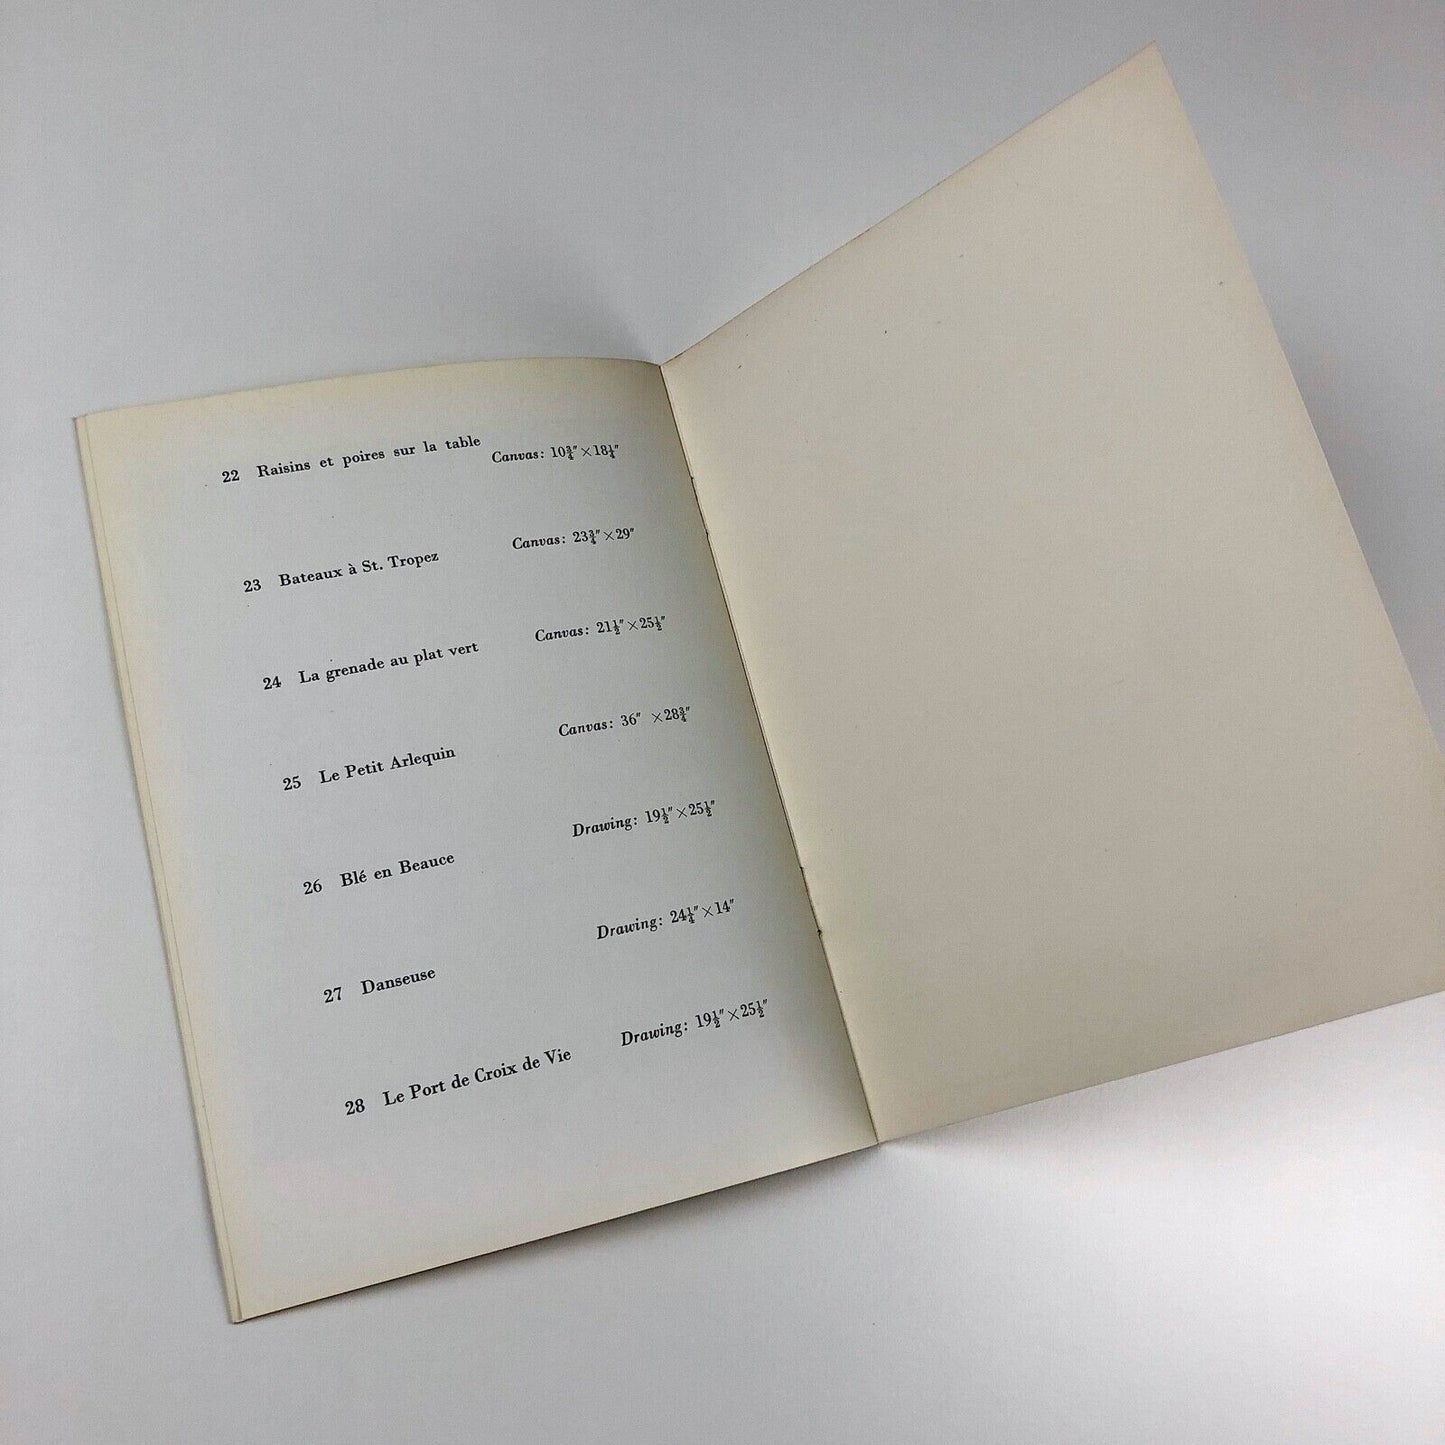 22 Raisins et poires sur la table Canvas: 10¾″×18¼″
23 Bateaux à St. Tropez Canvas: 23¾″×29″
24 La grenade au plat vert Canvas: 21½″×25½″
25 Le Petit Arlequin Canvas: 36″ ×28¾″
26 Blé en Beauce Drawing: 19½″×25½″
27 Danseuse Drawing: 24¼″×14″
28 Le Port de Croix de Vie Drawing: 19½″×25½″